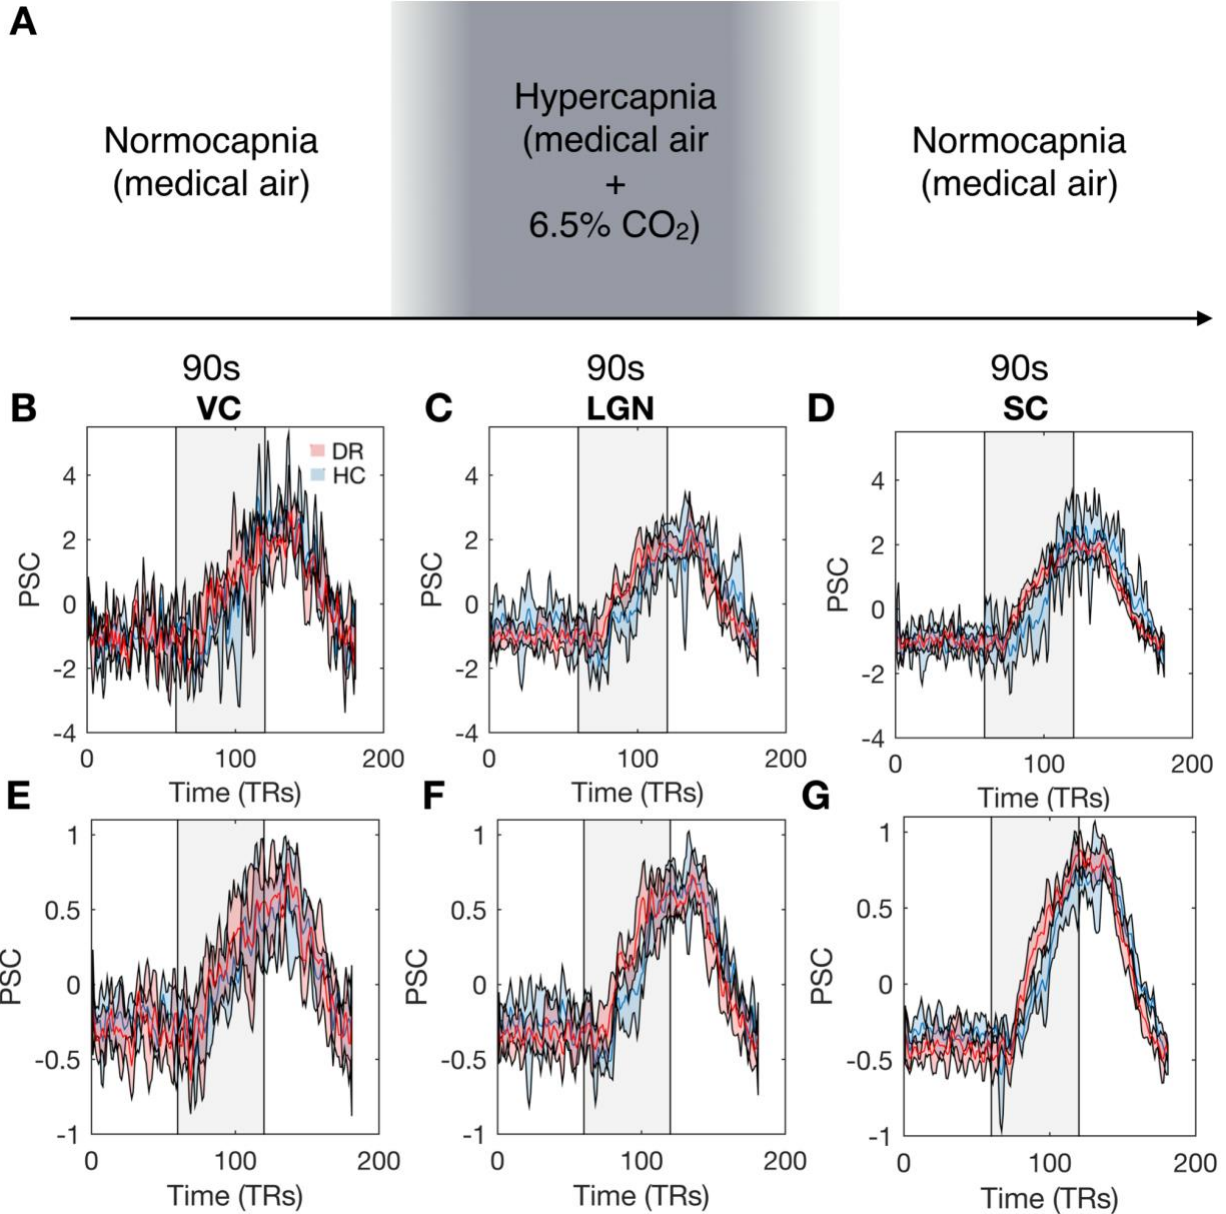 A
Normocapnia
(medical air)
Hypercapnia
(medical air
+
6.5% CO₂)
Normocapnia
(medical air)
90s
90s
90s
B
VC
C
LGN
D
SC
DR
HC
4
2
0
-2
-4
PSC
0
100
200
Time (TRs)
4
2
0
-2
-4
PSC
0
100
200
Time (TRs)
4
2
0
-2
-4
PSC
0
100
200
Time (TRs)
E
1
0.5
0
-0.5
-1
PSC
0
100
200
Time (TRs)
F
1
0.5
0
-0.5
-1
PSC
0
100
200
Time (TRs)
G
1
0.5
0
-0.5
-1
PSC
0
100
200
Time (TRs)